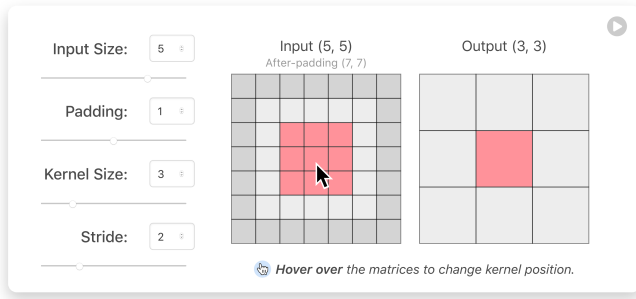 Input Size: 5
Padding: 1
Kernel Size: 3
Stride: 2
Input (5, 5)
After-padding (7, 7)
Output (3, 3)
Hover over the matrices to change kernel position.